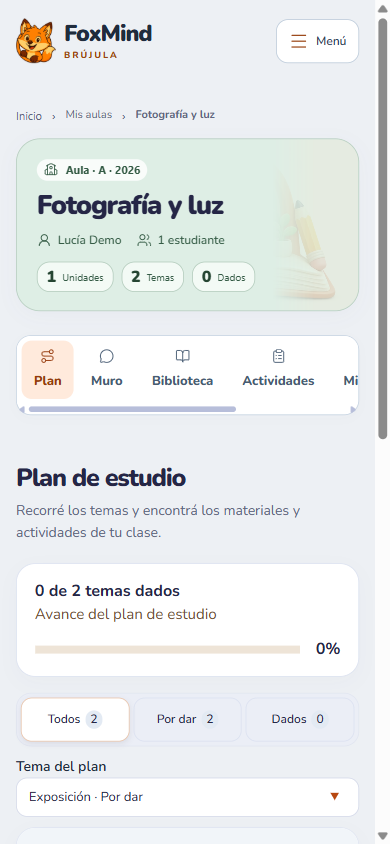 FoxMind
BRÚJULA
Menú
Inicio › Mis aulas › Fotografía y luz
Aula · A · 2026
Fotografía y luz
Lucía Demo 1 estudiante
1 Unidades 2 Temas 0 Dados
Plan Muro Biblioteca Actividades Mi
Plan de estudio
Recorré los temas y encontrá los materiales y
actividades de tu clase.
0 de 2 temas dados
Avance del plan de estudio
0%
Todos 2 Por dar 2 Dados 0
Tema del plan
Exposición · Por dar